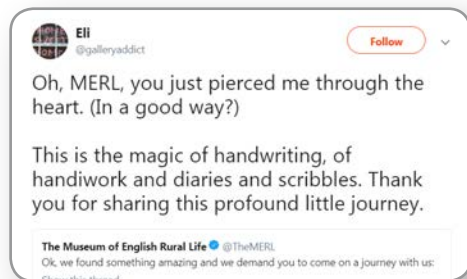 Eli
@galleryaddict
Follow
Oh, MERL, you just pierced me through the
heart. (In a good way?)
This is the magic of handwriting, of
handiwork and diaries and scribbles. Thank
you for sharing this profound little journey.
The Museum of English Rural Life @TheMERL
Ok, we found something amazing and we demand you to come on a journey with us:
Show this thread